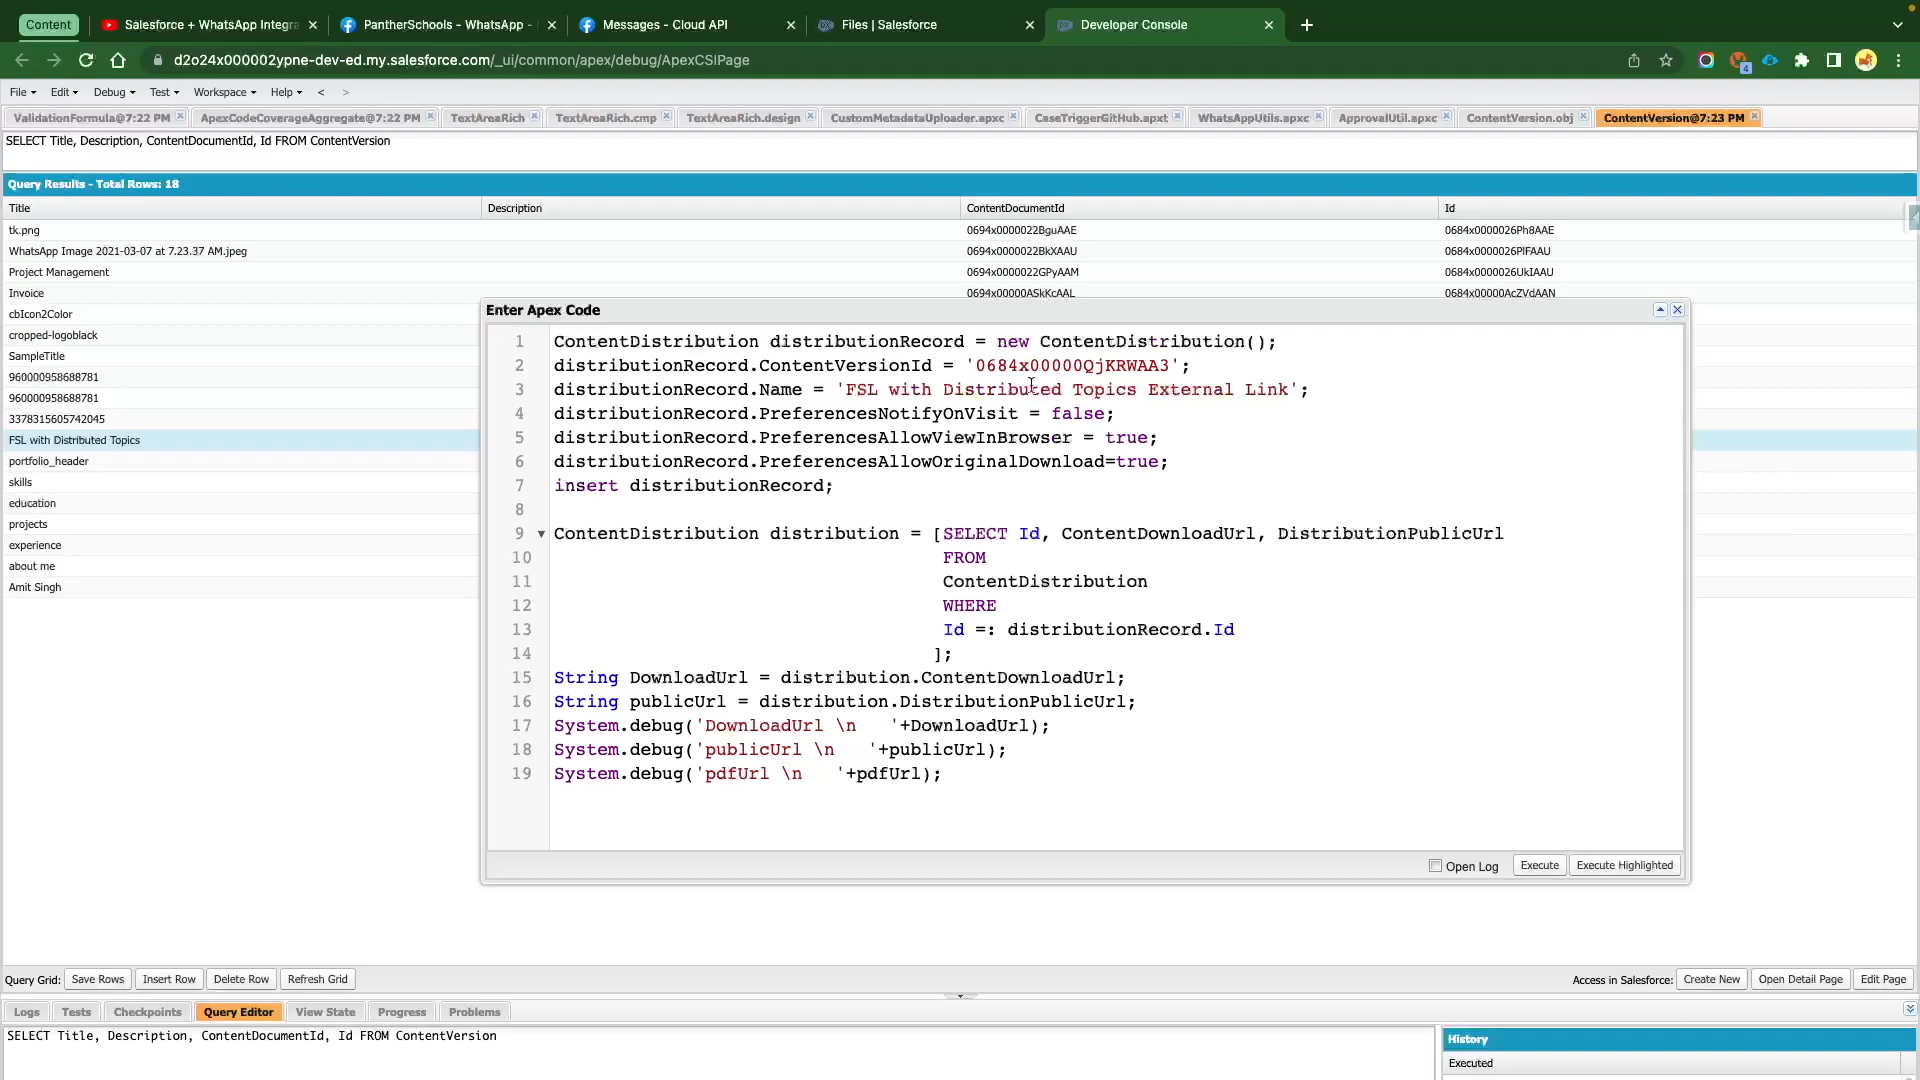 Content
Salesforce + WhatsApp Integra
PantherSchools - WhatsApp -
Messages - Cloud API
Files | Salesforce
Developer Console
d2o24x000002ypne-dev-ed.my.salesforce.com/_ui/common/apex/debug/ApexCSIPage
4
File Edit Debug Test Workspace Help < >
ValidationFormula@7:22 PM
ApexCodeCoverageAggregate@7:22 PM
TextAreaRich
TextAreaRich.cmp
TextAreaRich.design
CustomMetadataUploader.apxc
CaseTriggerGitHub.apxt
WhatsAppUtils.apxc
ApprovalUtil.apxc
ContentVersion.obj
ContentVersion@7:23 PM
SELECT Title, Description, ContentDocumentId, Id FROM ContentVersion
Query Results - Total Rows: 18
Title Description ContentDocumentId Id
tk.png 0694x0000022BguAAE 0684x0000026Ph8AAE
WhatsApp Image 2021-03-07 at 7.23.37 AM.jpeg 0694x0000022BkXAAU 0684x0000026PlFAAU
Project Management 0694x0000022GPyAAM 0684x0000026UkIAAU
Invoice 0694x00000ASkKcAAL 0684x00000AcZVdAAN
cbIcon2Color
cropped-logoblack
SampleTitle
960000958688781
960000958688781
3378315605742045
FSL with Distributed Topics
portfolio_header
skills
education
projects
experience
about me
Amit Singh
Enter Apex Code
1 ContentDistribution distributionRecord = new ContentDistribution();
2 distributionRecord.ContentVersionId = '0684x00000QjKRWAA3';
3 distributionRecord.Name = 'FSL with Distributed Topics External Link';
4 distributionRecord.PreferencesNotifyOnVisit = false;
5 distributionRecord.PreferencesAllowViewInBrowser = true;
6 distributionRecord.PreferencesAllowOriginalDownload=true;
7 insert distributionRecord;
8
9 ContentDistribution distribution = [SELECT Id, ContentDownloadUrl, DistributionPublicUrl
10 FROM
11 ContentDistribution
12 WHERE
13 Id =: distributionRecord.Id
14 ];
15 String DownloadUrl = distribution.ContentDownloadUrl;
16 String publicUrl = distribution.DistributionPublicUrl;
17 System.debug('DownloadUrl \n   '+DownloadUrl);
18 System.debug('publicUrl \n   '+publicUrl);
19 System.debug('pdfUrl \n   '+pdfUrl);
Open Log Execute Execute Highlighted
Query Grid: Save Rows Insert Row Delete Row Refresh Grid
Access in Salesforce: Create New Open Detail Page Edit Page
Logs Tests Checkpoints Query Editor View State Progress Problems
SELECT Title, Description, ContentDocumentId, Id FROM ContentVersion
History
Executed